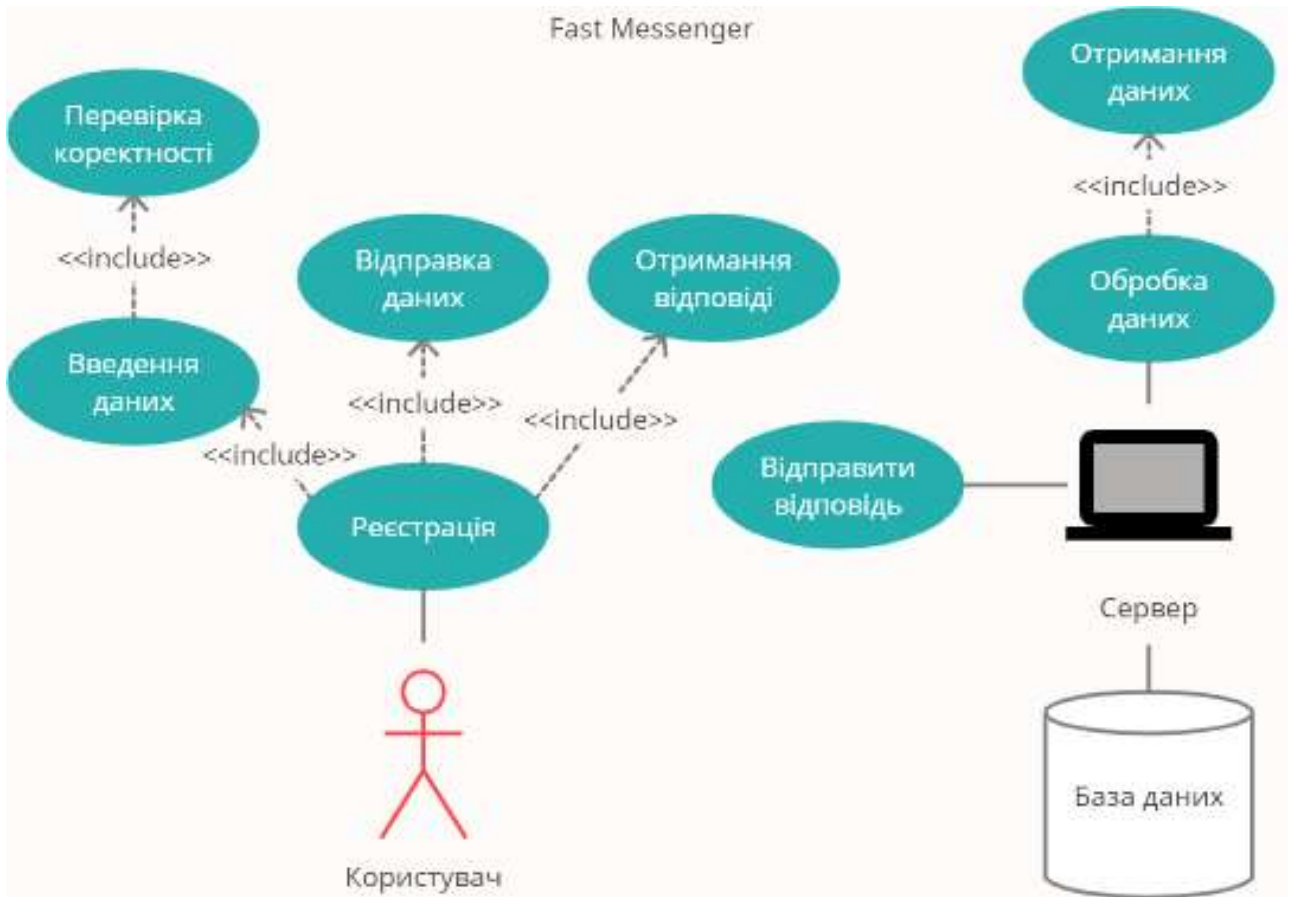 Fast Messenger
Отримання
даних
Перевірка
коректності
<<include>>
<<include>>
Відправка
даних
Отримання
відповіді
Обробка
даних
Введення
даних
<<include>>
<<include>>
<<include>>
Відправити
відповідь
Реєстрація
Сервер
База даних
Користувач